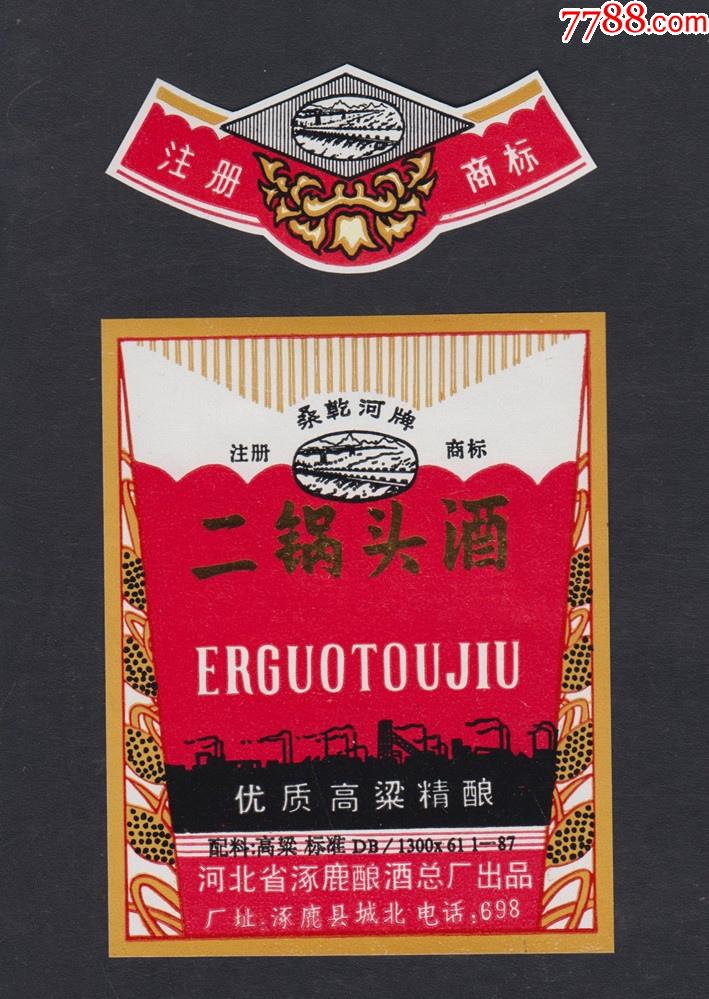 7788.com
注册 商标
桑乾河牌
注册 商标
二锅头酒
ERGUOTOUJIU
优质高粱精酿
配料:高粱 标准 DB/1300x61 1—87
河北省涿鹿酿酒总厂出品
厂址:涿鹿县城北 电话:698